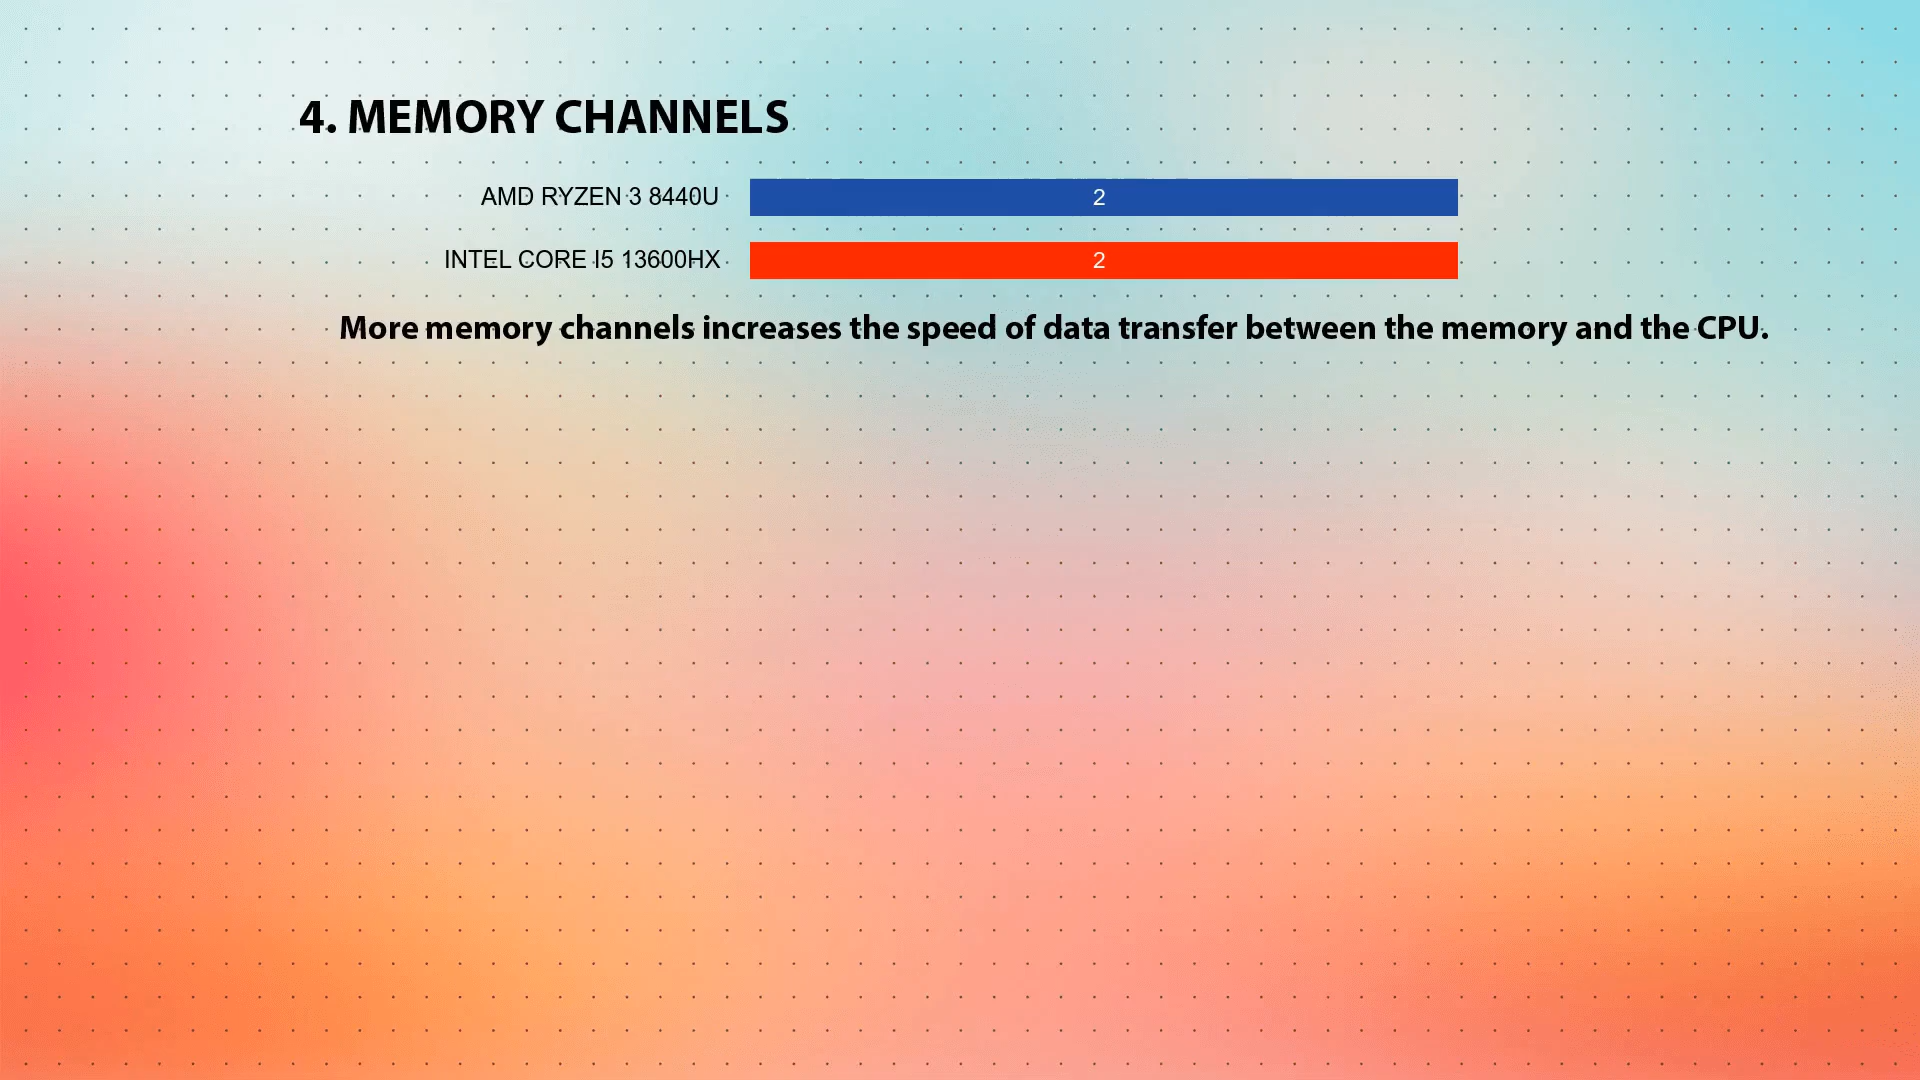 4. MEMORY CHANNELS
AMD RYZEN 3 8440U 2
INTEL CORE I5 13600HX 2
More memory channels increases the speed of data transfer between the memory and the CPU.